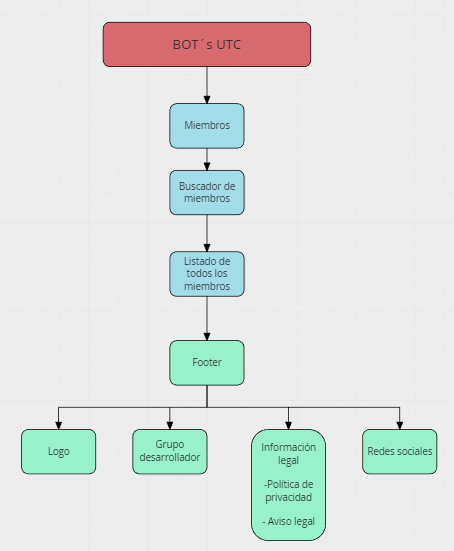 BOT´s UTC
Miembros
Buscador de
miembros
Listado de
todos los
miembros
Footer
Logo
Grupo
desarrollador
Información
legal
-Política de
privacidad
- Aviso legal
Redes sociales